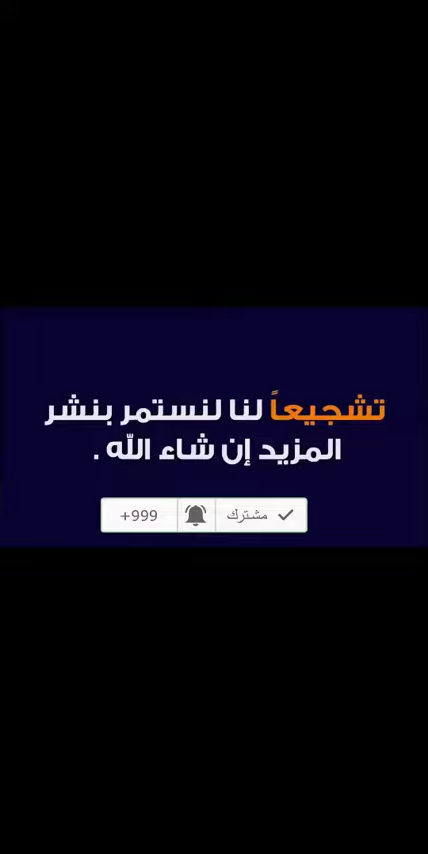 تشجيعاً لنا لنستمر بنشر
المزيد إن شاء الله .
✓ مشترك 999+